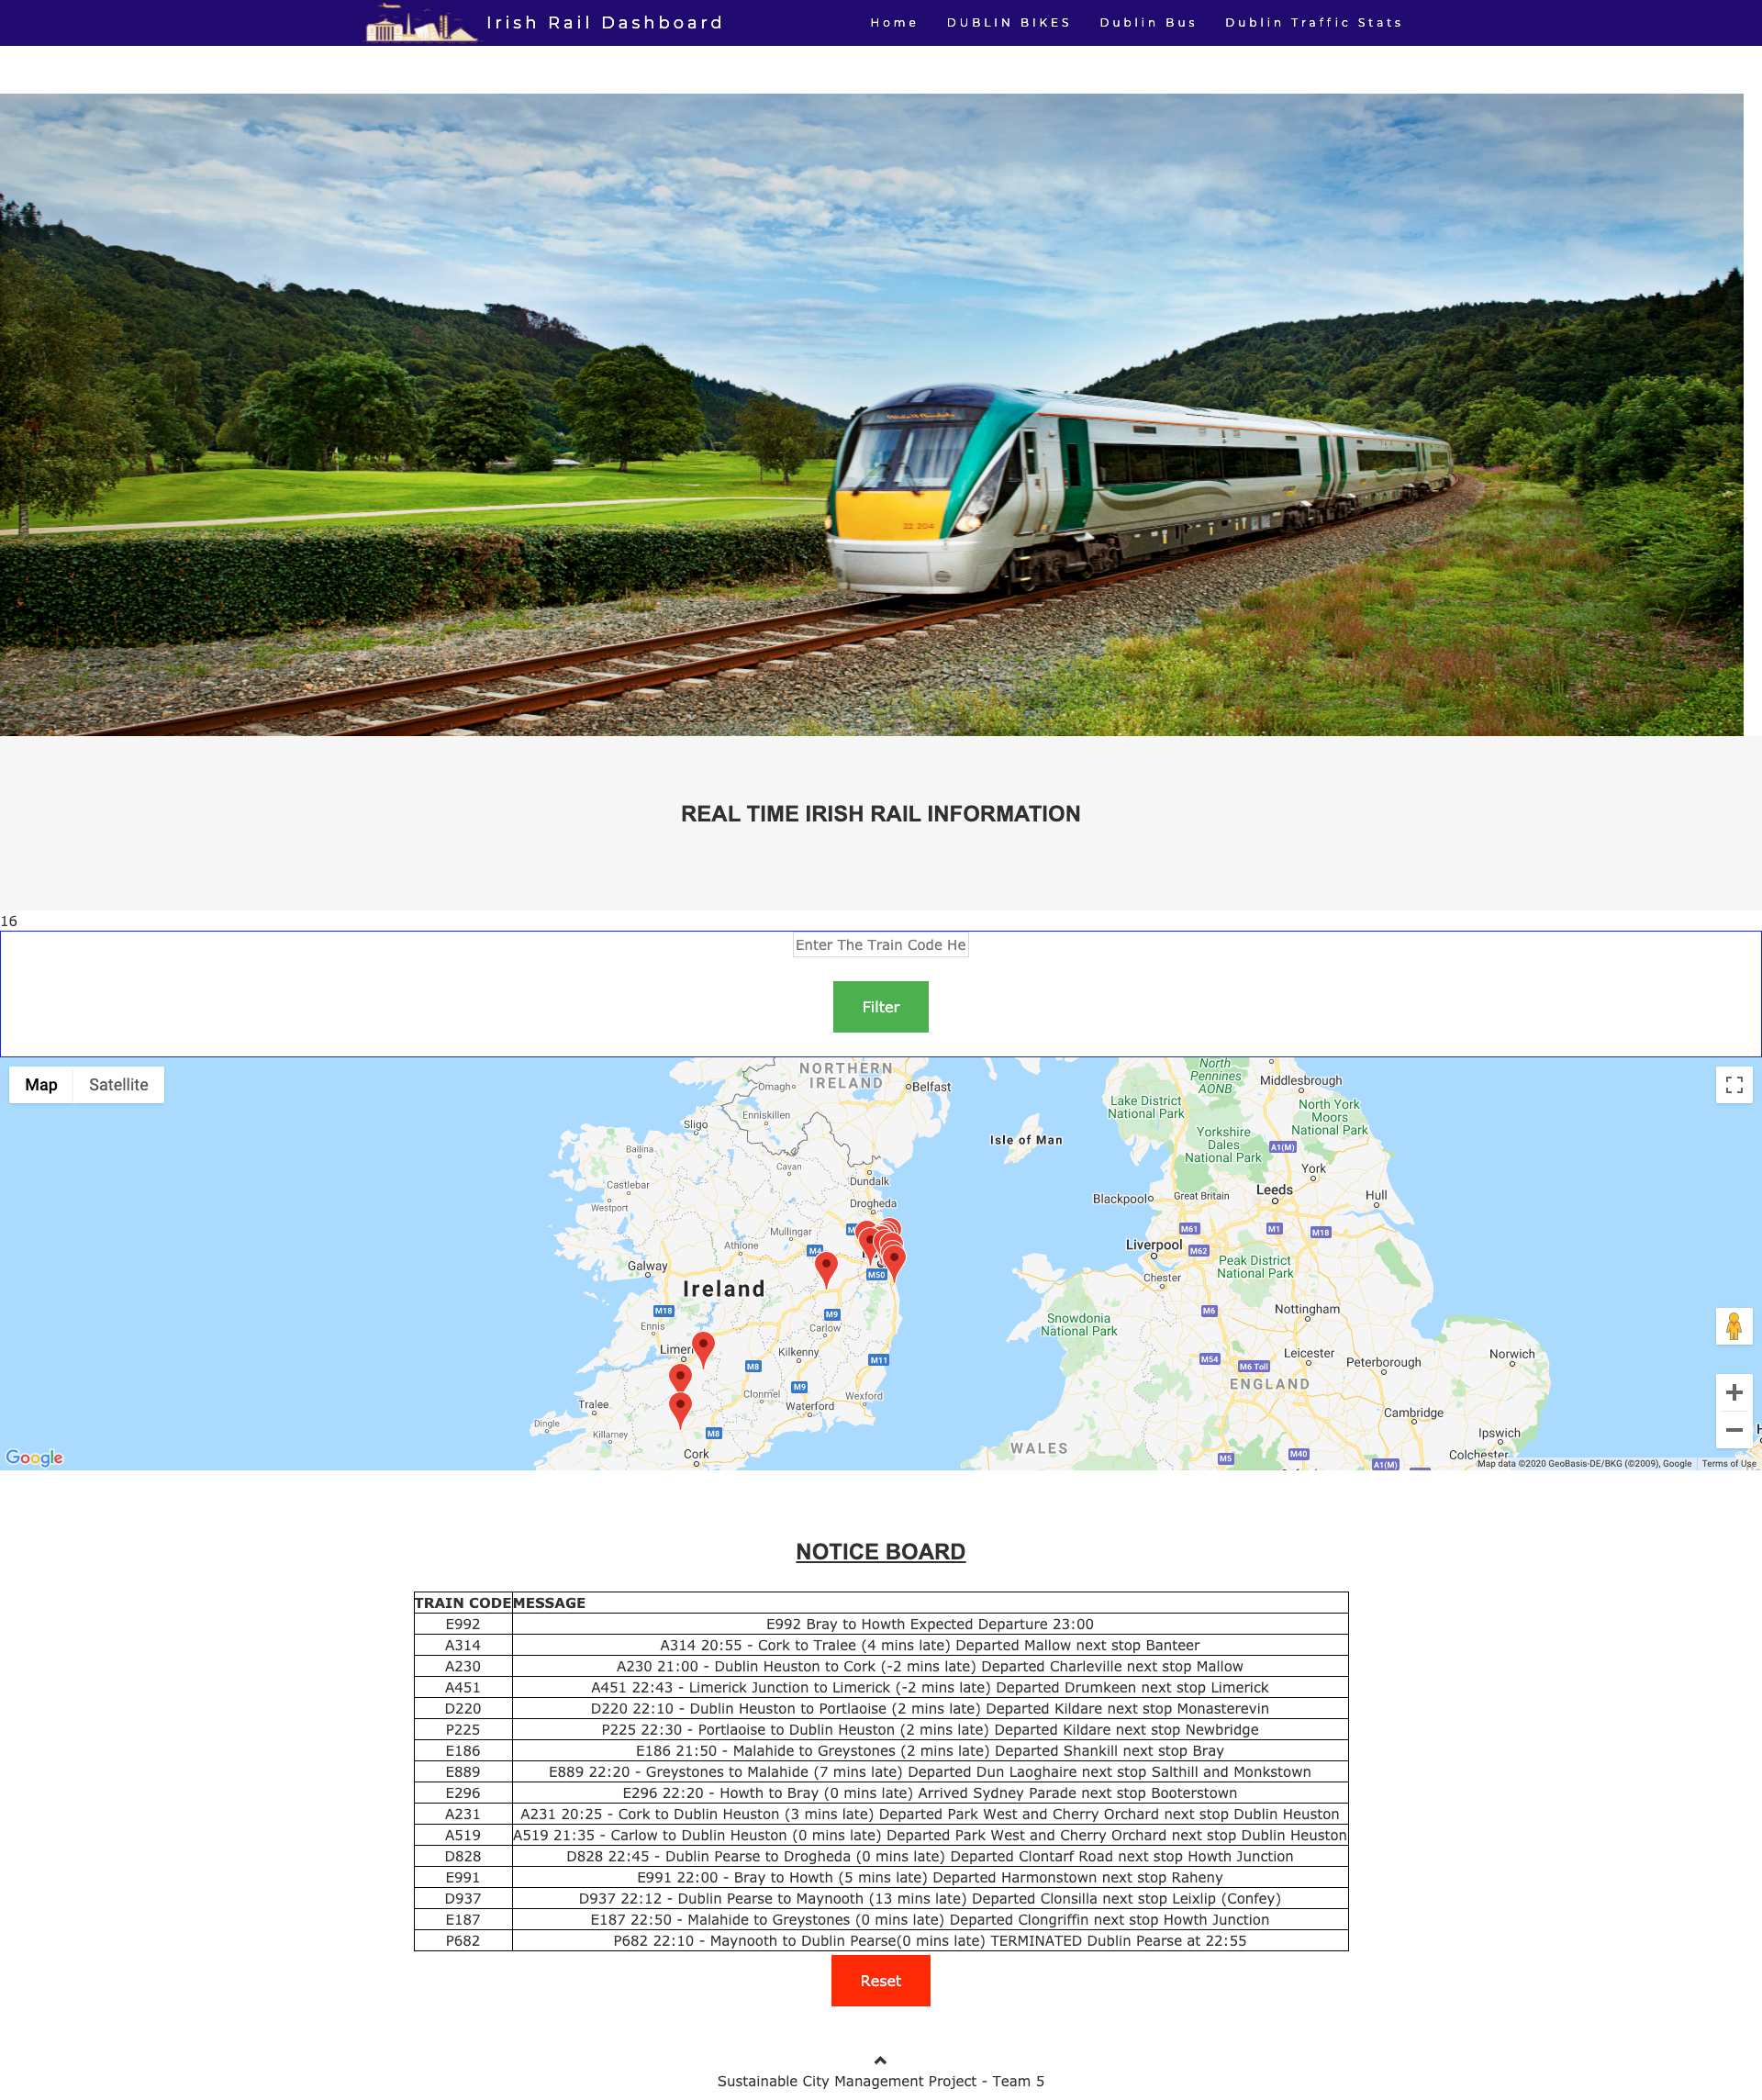 Irish Rail Dashboard
Home DUBLIN BIKES Dublin Bus Dublin Traffic Stats
22 204
REAL TIME IRISH RAIL INFORMATION
16
Enter The Train Code He
Filter
Map Satellite
NORTHERN IRELAND
Omagh
Belfast
Enniskillen
Sligo
Ballina
Cavan
Castlebar
Westport
Dundalk
Drogheda
Mullingar
Athlone
M4
Galway
M50
Ireland
M18
M9
Ennis
Carlow
Limeri
Kilkenny
M8
M11
Clonmel
M9
Wexford
Tralee
Waterford
Dingle
Killarney
M8
Cork
Isle of Man
North Pennines AONB
Middlesbrough
Lake District National Park
North York Moors National Park
Yorkshire Dales National Park
A1(M)
York
Blackpool
Great Britain
Leeds
Hull
M61
M1
M18
Liverpool
M62
Chester
Peak District National Park
M6
Nottingham
Snowdonia National Park
M54
M6 Toll
Leicester
Peterborough
Norwich
ENGLAND
Cambridge
WALES
Ipswich
Colchester
M5
M40
A1(M)
Google
Map data ©2020 GeoBasis-DE/BKG (©2009), Google Terms of Use
NOTICE BOARD
TRAIN CODE MESSAGE
E992 E992 Bray to Howth Expected Departure 23:00
A314 A314 20:55 - Cork to Tralee (4 mins late) Departed Mallow next stop Banteer
A230 A230 21:00 - Dublin Heuston to Cork (-2 mins late) Departed Charleville next stop Mallow
A451 A451 22:43 - Limerick Junction to Limerick (-2 mins late) Departed Drumkeen next stop Limerick
D220 D220 22:10 - Dublin Heuston to Portlaoise (2 mins late) Departed Kildare next stop Monasterevin
P225 P225 22:30 - Portlaoise to Dublin Heuston (2 mins late) Departed Kildare next stop Newbridge
E186 E186 21:50 - Malahide to Greystones (2 mins late) Departed Shankill next stop Bray
E889 E889 22:20 - Greystones to Malahide (7 mins late) Departed Dun Laoghaire next stop Salthill and Monkstown
E296 E296 22:20 - Howth to Bray (0 mins late) Arrived Sydney Parade next stop Booterstown
A231 A231 20:25 - Cork to Dublin Heuston (3 mins late) Departed Park West and Cherry Orchard next stop Dublin Heuston
A519 A519 21:35 - Carlow to Dublin Heuston (0 mins late) Departed Park West and Cherry Orchard next stop Dublin Heuston
D828 D828 22:45 - Dublin Pearse to Drogheda (0 mins late) Departed Clontarf Road next stop Howth Junction
E991 E991 22:00 - Bray to Howth (5 mins late) Departed Harmonstown next stop Raheny
D937 D937 22:12 - Dublin Pearse to Maynooth (13 mins late) Departed Clonsilla next stop Leixlip (Confey)
E187 E187 22:50 - Malahide to Greystones (0 mins late) Departed Clongriffin next stop Howth Junction
P682 P682 22:10 - Maynooth to Dublin Pearse(0 mins late) TERMINATED Dublin Pearse at 22:55
Reset
Sustainable City Management Project - Team 5